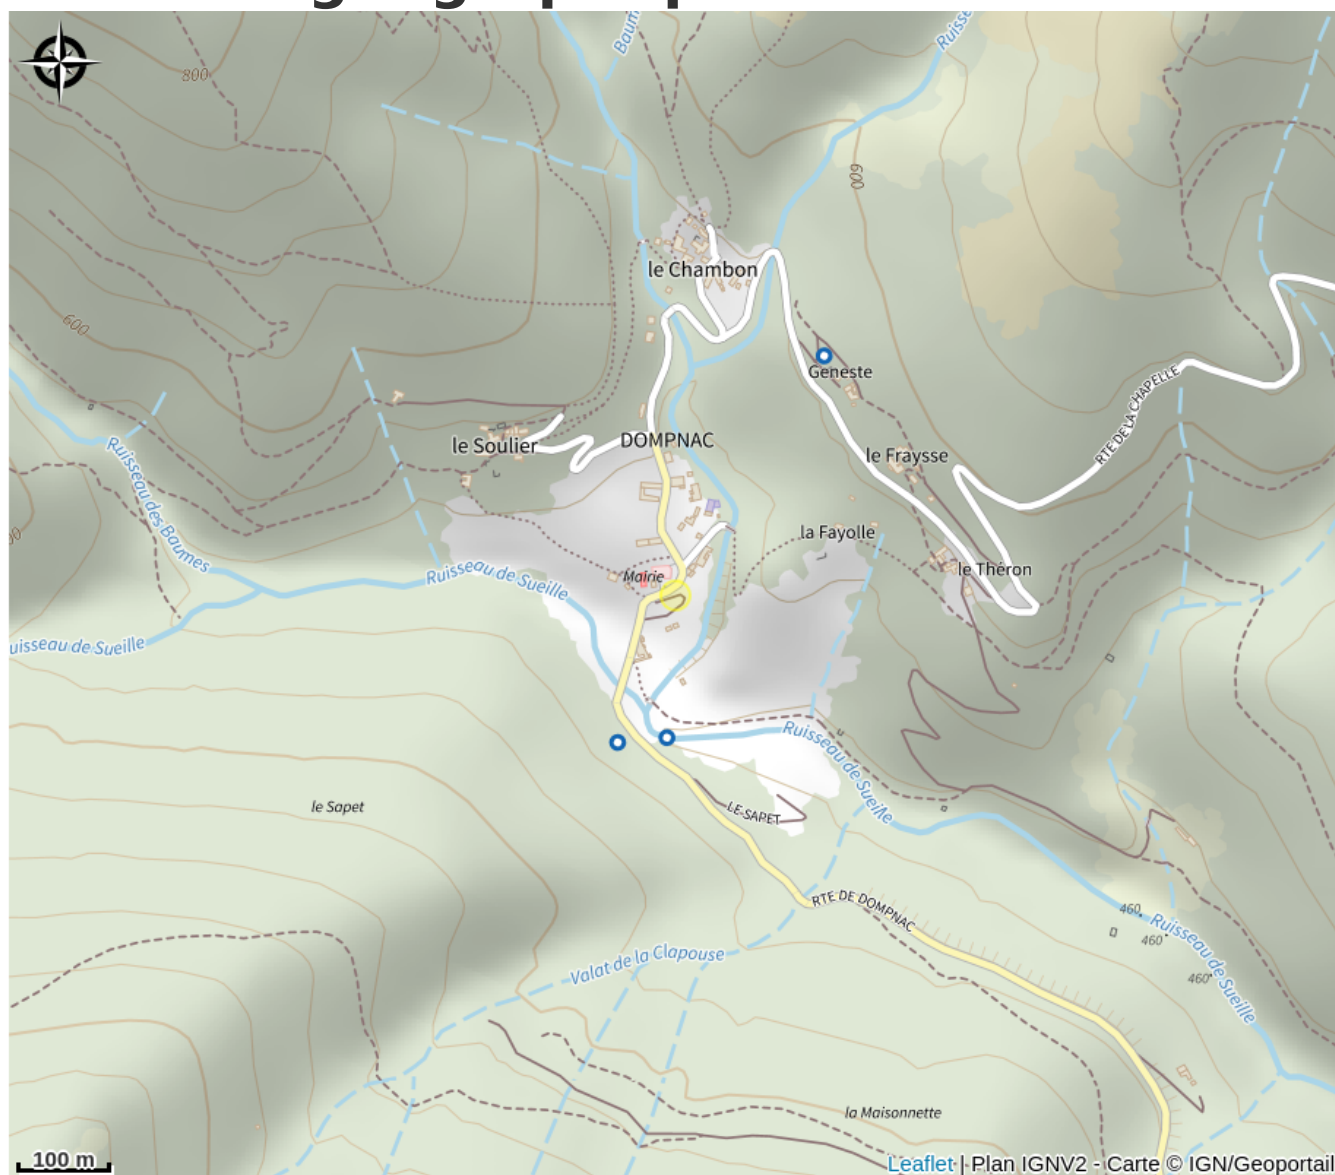 Baume
Ruisse
800
600
le Chambon
600
Geneste
RTE DE LA CHAPELLE
DOMPNAC
le Soulier
le Fraysse
Ruisseau des Baumes
la Fayolle
le Théron
Mairie
Ruisseau de Sueille
uisseau de Sueille
Ruisseau de Sueille
le Sapet
LE SAPET
RTE DE DOMPNAC
460
460
460
Ruisseau de Sueille
Valat de la Clapouse
la Maisonnette
100 m
Leaflet | Plan IGNV2 - Carte © IGN/Geoportail